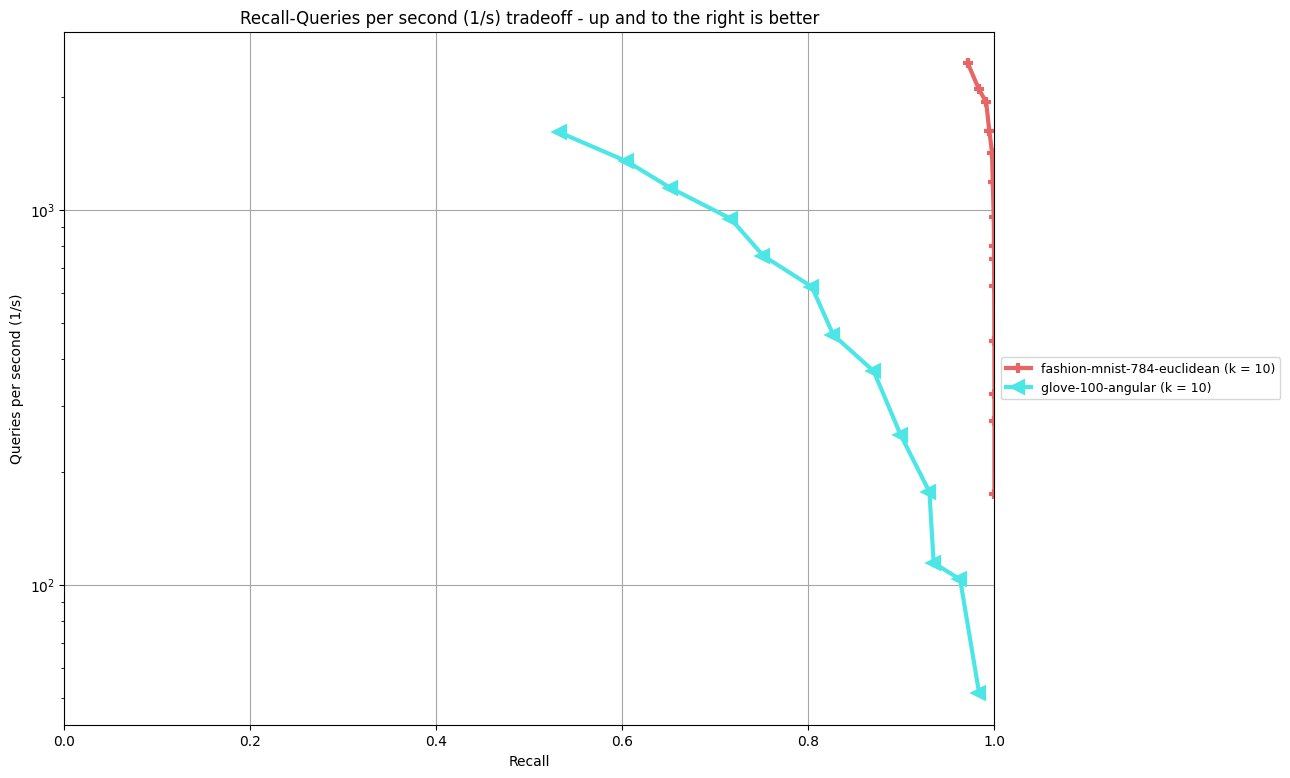 Recall-Queries per second (1/s) tradeoff - up and to the right is better
Queries per second (1/s)
10³
10²
0.0 0.2 0.4 0.6 0.8 1.0
Recall
fashion-mnist-784-euclidean (k = 10)
glove-100-angular (k = 10)